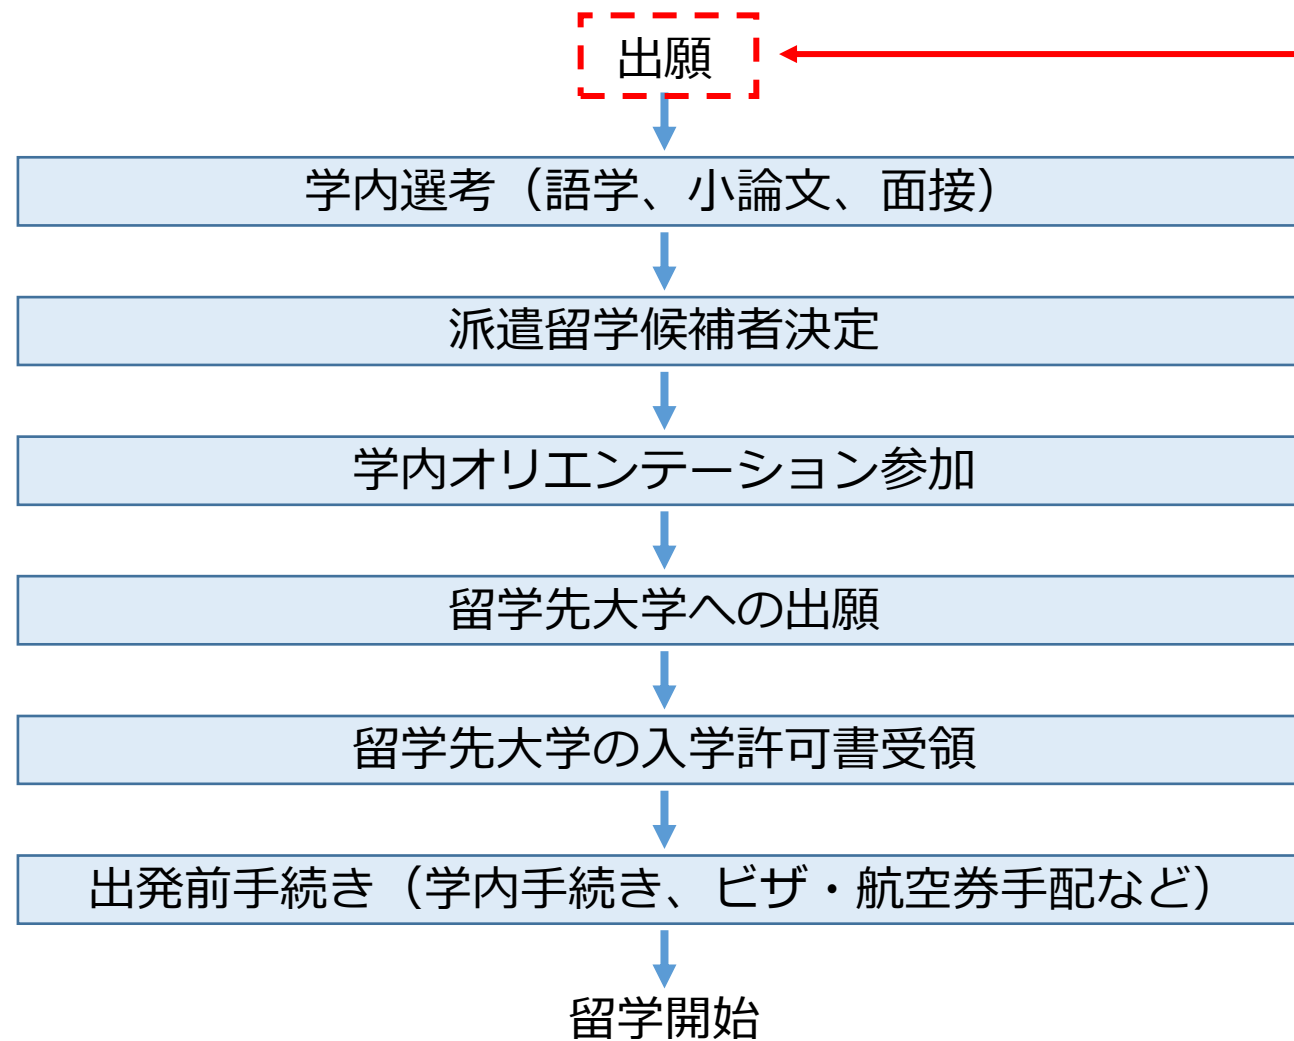 出願
学内選考（語学、小論文、面接）
派遣留学候補者決定
学内オリエンテーション参加
留学先大学への出願
留学先大学の入学許可書受領
出発前手続き（学内手続き、ビザ・航空券手配など）
留学開始